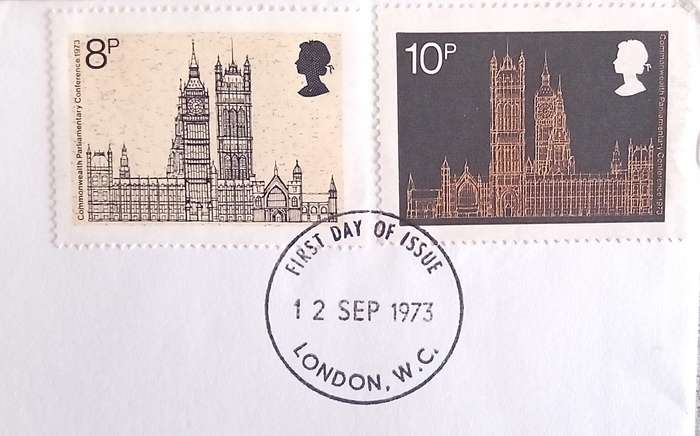 8P
Commonwealth Parliamentary Conference 1973
10P
Commonwealth Parliamentary Conference 1973
FIRST DAY OF ISSUE
12 SEP 1973
LONDON, W.C.